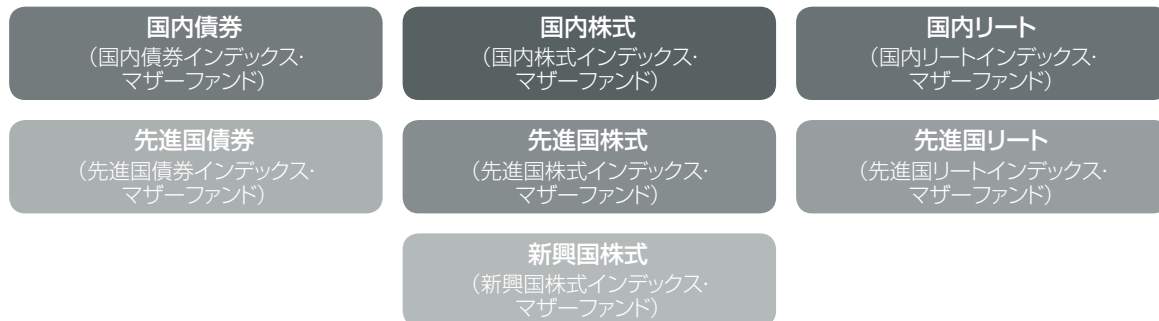 国内債券
（国内債券インデックス・
マザーファンド）
国内株式
（国内株式インデックス・
マザーファンド）
国内リート
（国内リートインデックス・
マザーファンド）
先進国債券
（先進国債券インデックス・
マザーファンド）
先進国株式
（先進国株式インデックス・
マザーファンド）
先進国リート
（先進国リートインデックス・
マザーファンド）
新興国株式
（新興国株式インデックス・
マザーファンド）